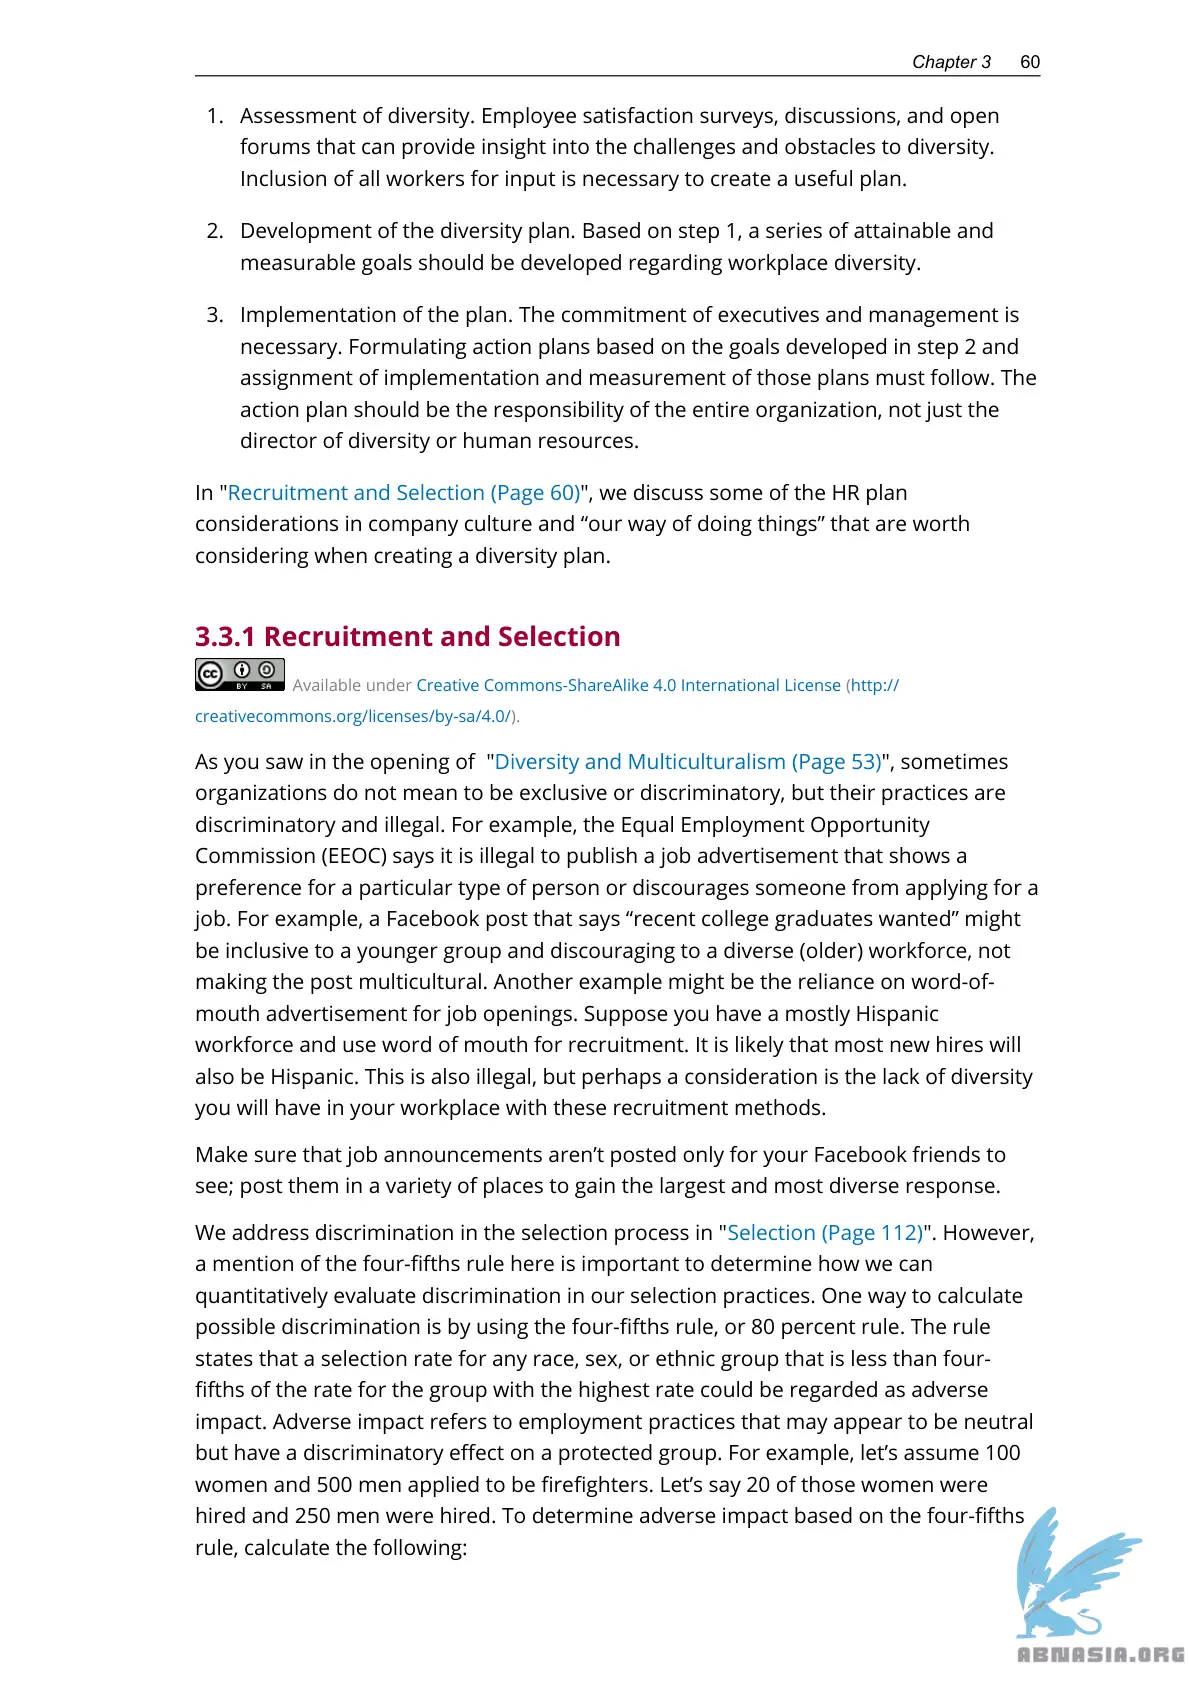 Chapter 3 60
1. Assessment of diversity. Employee satisfaction surveys, discussions, and open
forums that can provide insight into the challenges and obstacles to diversity.
Inclusion of all workers for input is necessary to create a useful plan.
2. Development of the diversity plan. Based on step 1, a series of attainable and
measurable goals should be developed regarding workplace diversity.
3. Implementation of the plan. The commitment of executives and management is
necessary. Formulating action plans based on the goals developed in step 2 and
assignment of implementation and measurement of those plans must follow. The
action plan should be the responsibility of the entire organization, not just the
director of diversity or human resources.
In "Recruitment and Selection (Page 60)", we discuss some of the HR plan
considerations in company culture and “our way of doing things” that are worth
considering when creating a diversity plan.
3.3.1 Recruitment and Selection
cc BY SA Available under Creative Commons-ShareAlike 4.0 International License (http://
creativecommons.org/licenses/by-sa/4.0/).
As you saw in the opening of "Diversity and Multiculturalism (Page 53)", sometimes
organizations do not mean to be exclusive or discriminatory, but their practices are
discriminatory and illegal. For example, the Equal Employment Opportunity
Commission (EEOC) says it is illegal to publish a job advertisement that shows a
preference for a particular type of person or discourages someone from applying for a
job. For example, a Facebook post that says “recent college graduates wanted” might
be inclusive to a younger group and discouraging to a diverse (older) workforce, not
making the post multicultural. Another example might be the reliance on word-of-
mouth advertisement for job openings. Suppose you have a mostly Hispanic
workforce and use word of mouth for recruitment. It is likely that most new hires will
also be Hispanic. This is also illegal, but perhaps a consideration is the lack of diversity
you will have in your workplace with these recruitment methods.
Make sure that job announcements aren’t posted only for your Facebook friends to
see; post them in a variety of places to gain the largest and most diverse response.
We address discrimination in the selection process in "Selection (Page 112)". However,
a mention of the four-fifths rule here is important to determine how we can
quantitatively evaluate discrimination in our selection practices. One way to calculate
possible discrimination is by using the four-fifths rule, or 80 percent rule. The rule
states that a selection rate for any race, sex, or ethnic group that is less than four-
fifths of the rate for the group with the highest rate could be regarded as adverse
impact. Adverse impact refers to employment practices that may appear to be neutral
but have a discriminatory effect on a protected group. For example, let’s assume 100
women and 500 men applied to be firefighters. Let’s say 20 of those women were
hired and 250 men were hired. To determine adverse impact based on the four-fifths
rule, calculate the following:
ABNASIA.ORG